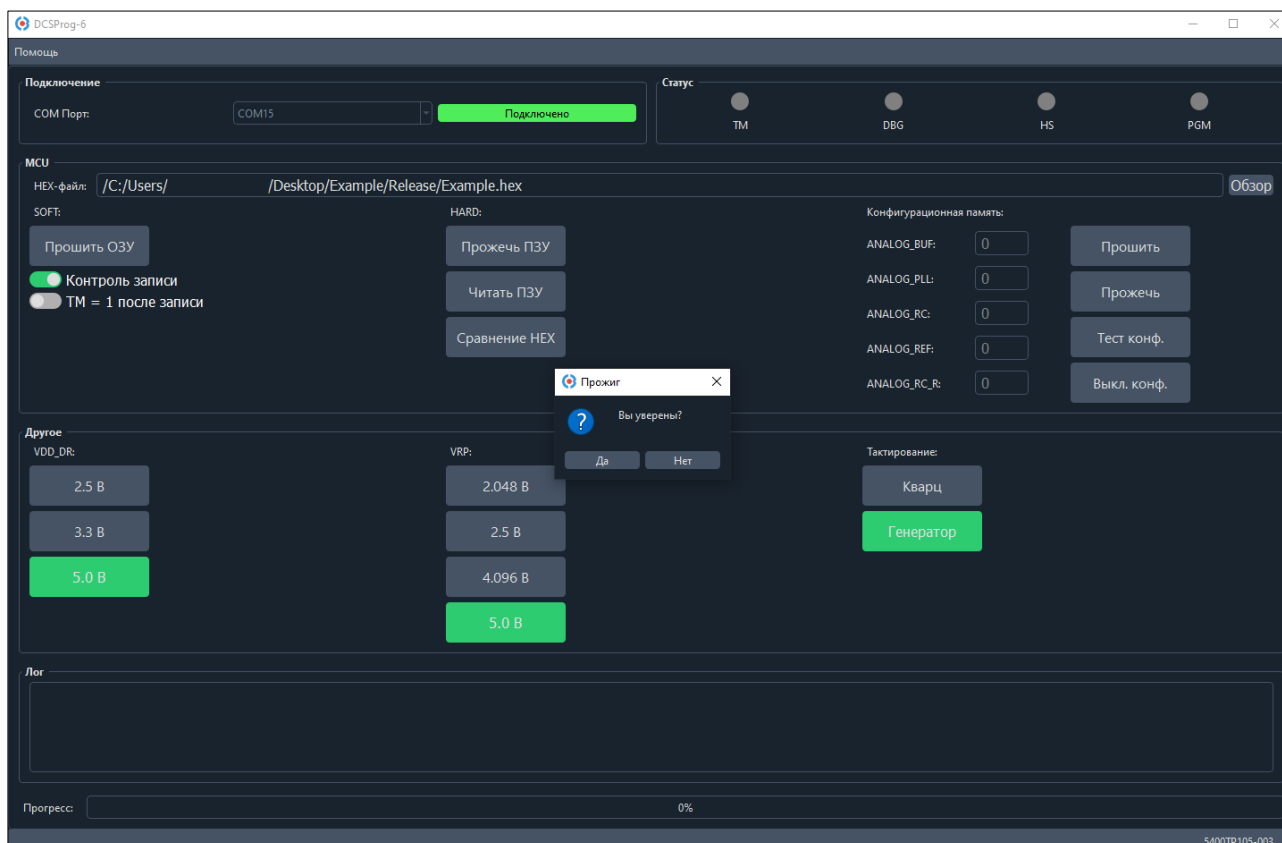 DCSProg-6
Помощь
Подключение
COM Порт:
COM15
Подключено
Статус
TM
DBG
HS
PGM
MCU
HEX-файл:
/C:/Users/ /Desktop/Example/Release/Example.hex
Обзор
SOFT:
Прошить ОЗУ
Контроль записи
TM = 1 после записи
HARD:
Прожечь ПЗУ
Читать ПЗУ
Сравнение HEX
Конфигурационная память:
ANALOG_BUF:
0
ANALOG_PLL:
0
ANALOG_RC:
0
ANALOG_REF:
0
ANALOG_RC_R:
0
Прошить
Прожечь
Тест конф.
Выкл. конф.
Прожиг
Вы уверены?
Да
Нет
Другое
VDD_DR:
2.5 В
3.3 В
5.0 В
VRP:
2.048 В
2.5 В
4.096 В
5.0 В
Тактирование:
Кварц
Генератор
Лог
Прогресс:
0%
5400TP105-003